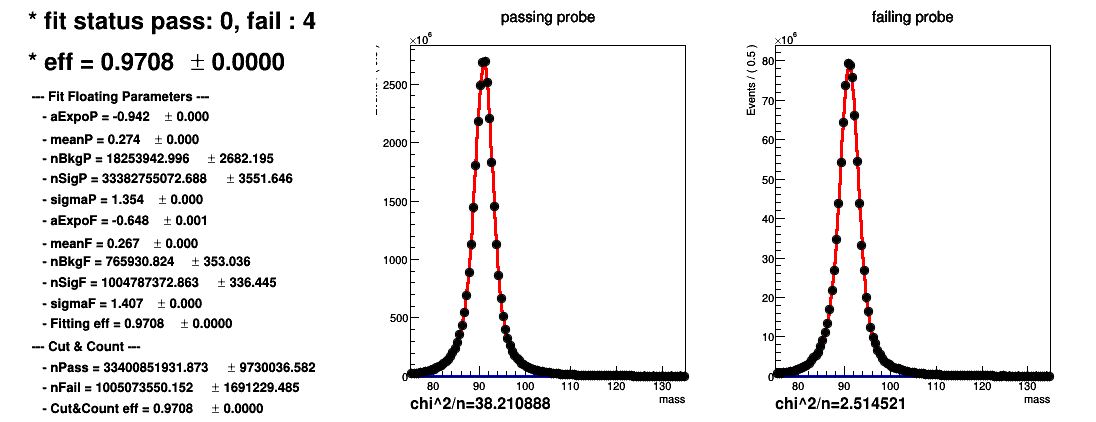 * fit status pass: 0, fail : 4
* eff = 0.9708 ± 0.0000
--- Fit Floating Parameters ---
- aExpoP = -0.942 ± 0.000
- meanP = 0.274 ± 0.000
- nBkgP = 18253942.996 ± 2682.195
- nSigP = 33382755072.688 ± 3551.646
- sigmaP = 1.354 ± 0.000
- aExpoF = -0.648 ± 0.001
- meanF = 0.267 ± 0.000
- nBkgF = 765930.824 ± 353.036
- nSigF = 1004787372.863 ± 336.445
- sigmaF = 1.407 ± 0.000
- Fitting eff = 0.9708 ± 0.0000
--- Cut & Count ---
- nPass = 33400851931.873 ± 9730036.582
- nFail = 1005073550.152 ± 1691229.485
- Cut&Count eff = 0.9708 ± 0.0000
passing probe
×10^6
2500
2000
1500
1000
500
0
80 90 100 110 120 130
mass
chi^2/n=38.210888
failing probe
×10^6
Events / ( 0.5 )
80
70
60
50
40
30
20
10
0
80 90 100 110 120 130
mass
chi^2/n=2.514521